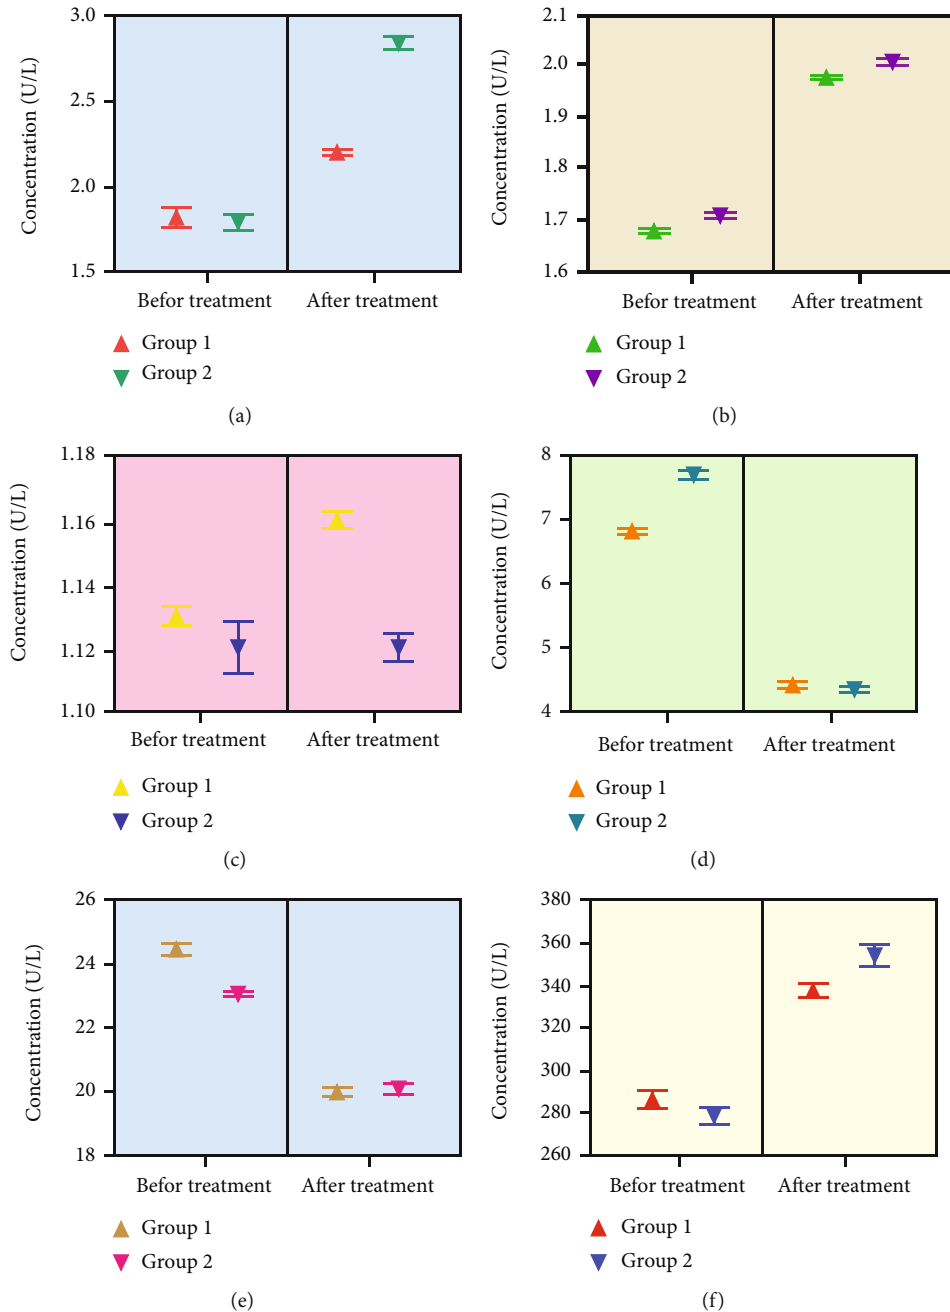 3.0
2.5
2.0
1.5
Concentration (U/L)
Befor treatment
After treatment
Group 1
Group 2
(a)
2.1
2.0
1.9
1.8
1.7
1.6
Concentration (U/L)
Before treatment
After treatment
Group 1
Group 2
(b)
1.18
1.16
1.14
1.12
1.10
Concentration (U/L)
Befor treatment
After treatment
Group 1
Group 2
(c)
8
7
6
5
4
Concentration (U/L)
Befor treatment
After treatment
Group 1
Group 2
(d)
26
24
22
20
18
Concentration (U/L)
Befor treatment
After treatment
Group 1
Group 2
(e)
380
360
340
320
300
280
260
Concentration (U/L)
Befor treatment
After treatment
Group 1
Group 2
(f)